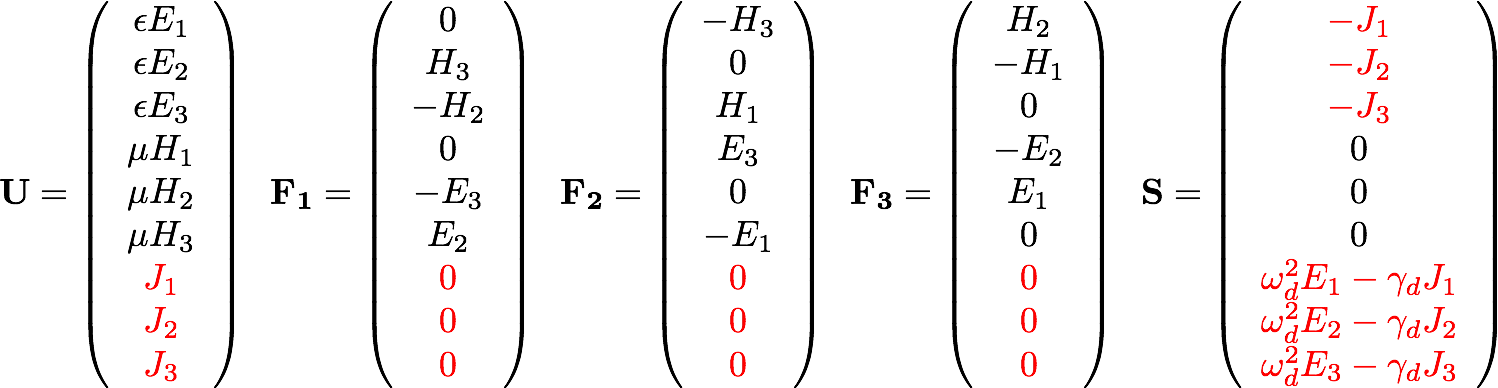 U = ( ϵE₁ ϵE₂ ϵE₃ μH₁ μH₂ μH₃ J₁ J₂ J₃ )
F₁ = ( 0 H₃ −H₂ 0 −E₃ E₂ 0 0 0 )
F₂ = ( −H₃ 0 H₁ E₃ 0 −E₁ 0 0 0 )
F₃ = ( H₂ −H₁ 0 −E₂ E₁ 0 0 0 0 )
S = ( −J₁ −J₂ −J₃ 0 0 0 ω_d²E₁ − γ_dJ₁ ω_d²E₂ − γ_dJ₂ ω_d²E₃ − γ_dJ₃ )